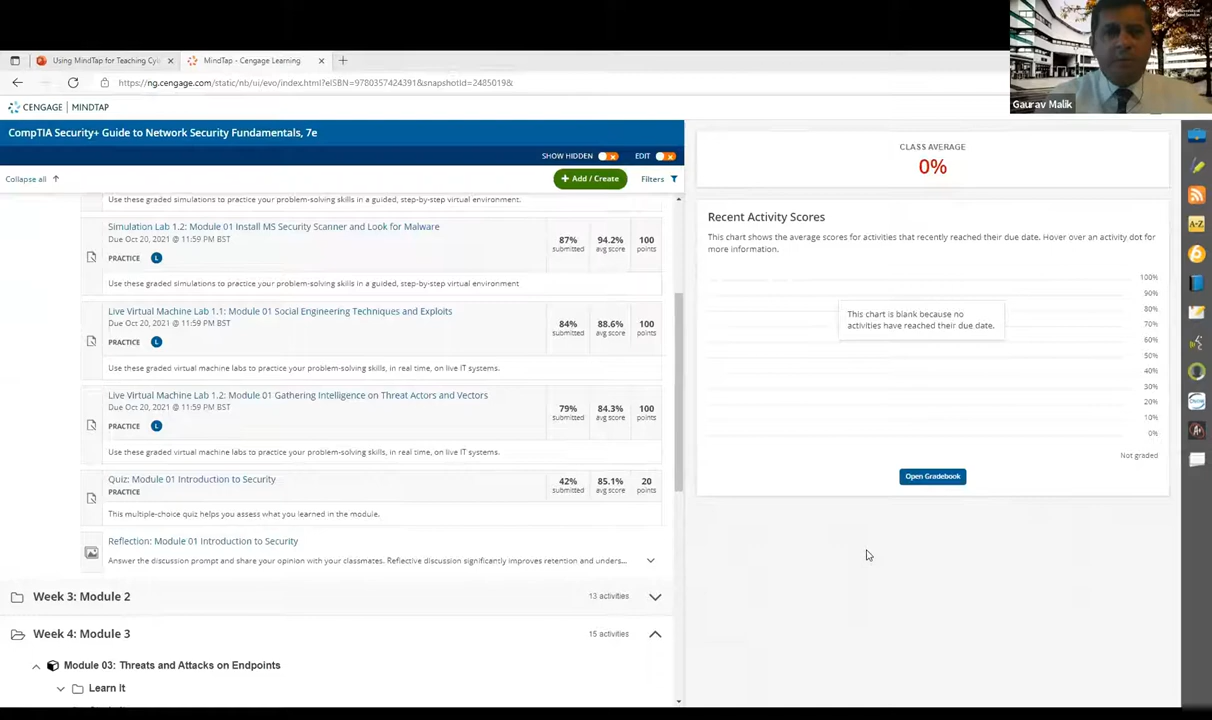 Using MindTap for Teaching Cyb
MindTap - Cengage Learning
https://ng.cengage.com/static/nb/ui/evo/index.html?eISBN=9780357424391&snapshotId=2485019&
CENGAGE | MINDTAP
Gaurav Malik
CompTIA Security+ Guide to Network Security Fundamentals, 7e
SHOW HIDDEN
EDIT
Collapse all
+ Add / Create
Filters
Use these graded simulations to practice your problem-solving skills in a guided, step-by-step virtual environment.
Simulation Lab 1.2: Module 01 Install MS Security Scanner and Look for Malware
Due Oct 20, 2021 @ 11:59 PM BST
PRACTICE L
87% submitted
94.2% avg score
100 points
Use these graded simulations to practice your problem-solving skills in a guided, step-by-step virtual environment
Live Virtual Machine Lab 1.1: Module 01 Social Engineering Techniques and Exploits
Due Oct 20, 2021 @ 11:59 PM BST
PRACTICE L
84% submitted
88.6% avg score
100 points
Use these graded virtual machine labs to practice your problem-solving skills, in real time, on live IT systems.
Live Virtual Machine Lab 1.2: Module 01 Gathering Intelligence on Threat Actors and Vectors
Due Oct 20, 2021 @ 11:59 PM BST
PRACTICE L
79% submitted
84.3% avg score
100 points
Use these graded virtual machine labs to practice your problem-solving skills, in real time, on live IT systems.
Quiz: Module 01 Introduction to Security
PRACTICE
42% submitted
85.1% avg score
20 points
This multiple-choice quiz helps you assess what you learned in the module.
Reflection: Module 01 Introduction to Security
Answer the discussion prompt and share your opinion with your classmates. Reflective discussion significantly improves retention and unders...
Week 3: Module 2
13 activities
Week 4: Module 3
15 activities
Module 03: Threats and Attacks on Endpoints
Learn It
CLASS AVERAGE
0%
Recent Activity Scores
This chart shows the average scores for activities that recently reached their due date. Hover over an activity dot for
more information.
100%
90%
80%
70%
60%
50%
40%
30%
20%
10%
0%
This chart is blank because no
activities have reached their due date.
Not graded
Open Gradebook
A-Z